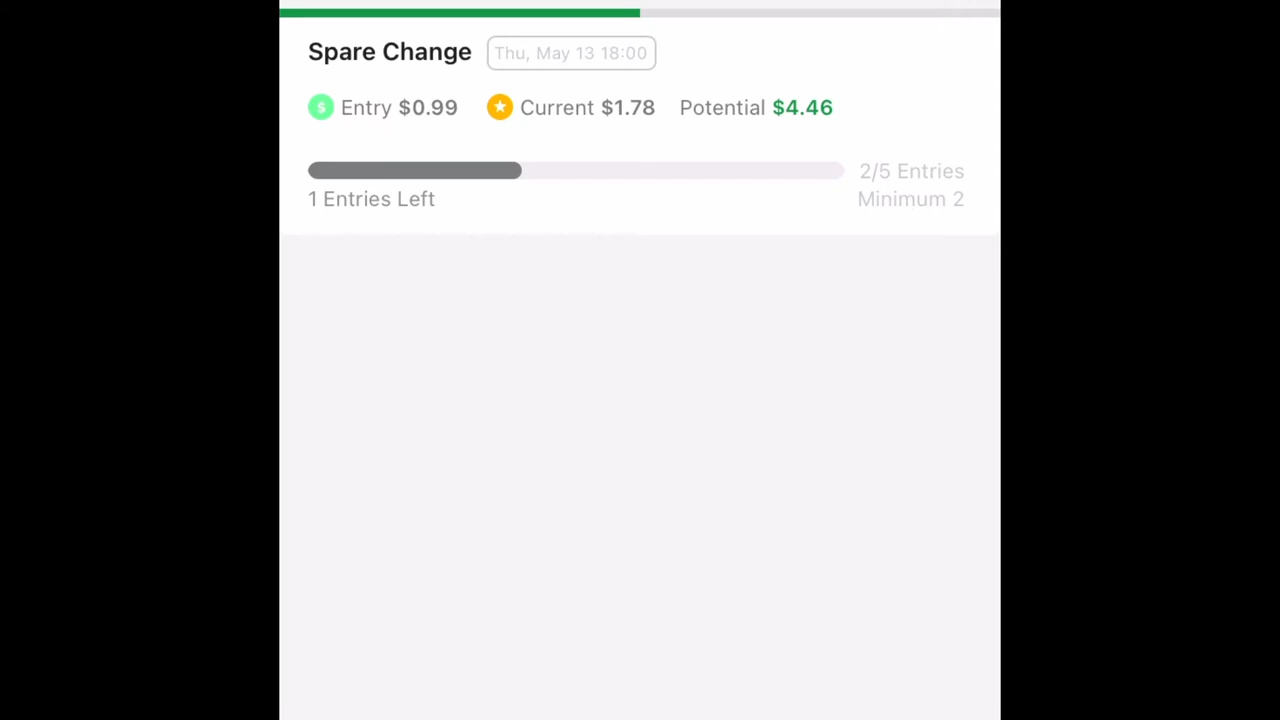 Spare Change Thu, May 13 18:00
$ Entry $0.99 Current $1.78 Potential $4.46
2/5 Entries
1 Entries Left Minimum 2